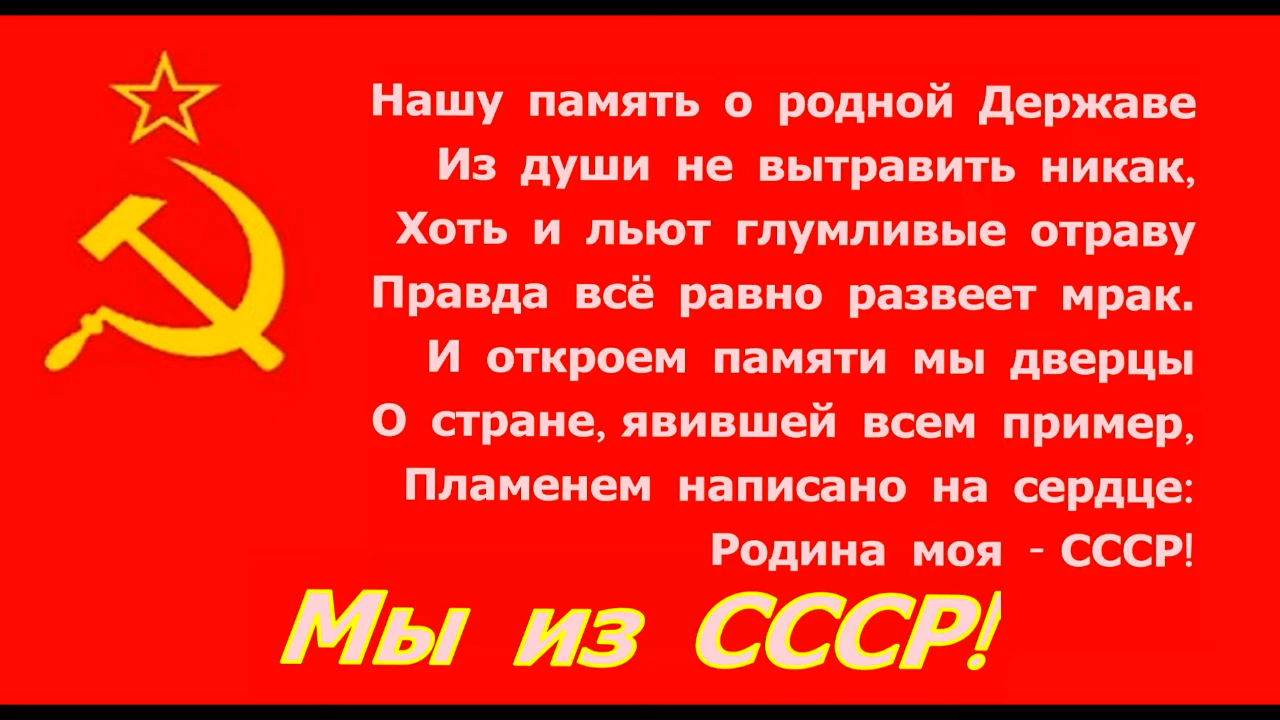 Нашу память о родной Державе
Из души не вытравить никак,
Хоть и льют глумливые отраву
Правда всё равно развеет мрак.
И откроем памяти мы дверцы
О стране, явившей всем пример,
Пламенем написано на сердце:
Родина моя - СССР!
Мы из СССР!